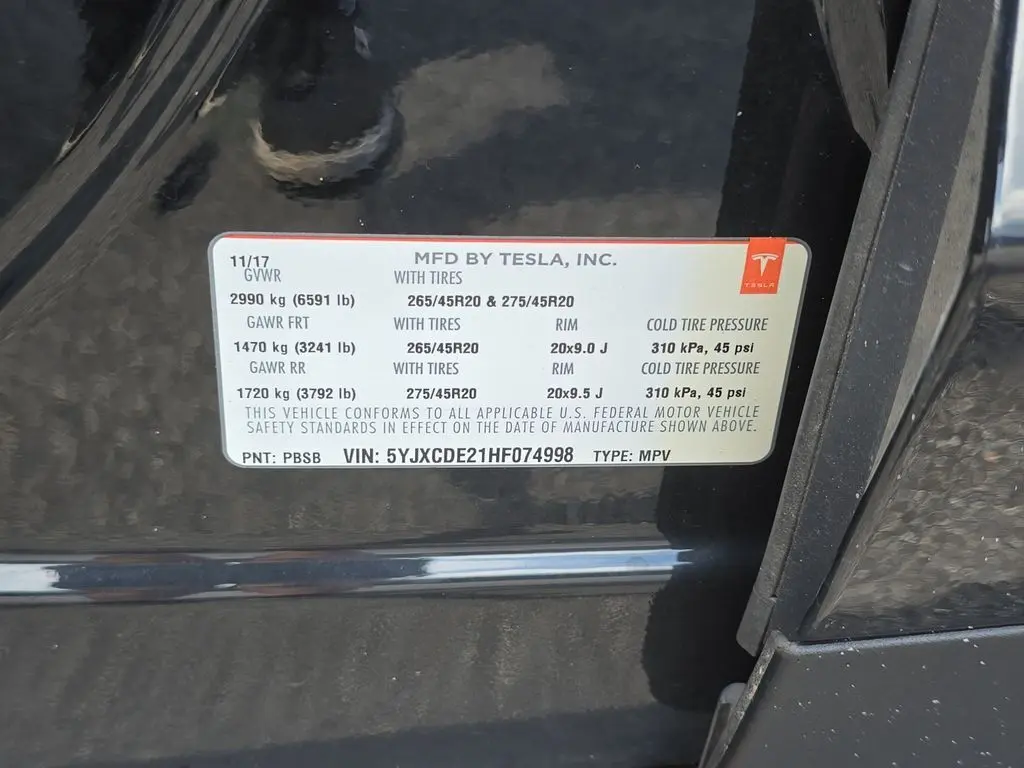 11/17 MFD BY TESLA, INC.
GVWR WITH TIRES
2990 kg (6591 lb) 265/45R20 & 275/45R20
GAWR FRT WITH TIRES RIM COLD TIRE PRESSURE
1470 kg (3241 lb) 265/45R20 20x9.0 J 310 kPa, 45 psi
GAWR RR WITH TIRES RIM COLD TIRE PRESSURE
1720 kg (3792 lb) 275/45R20 20x9.5 J 310 kPa, 45 psi
THIS VEHICLE CONFORMS TO ALL APPLICABLE U.S. FEDERAL MOTOR VEHICLE
SAFETY STANDARDS IN EFFECT ON THE DATE OF MANUFACTURE SHOWN ABOVE.
PNT: PBSB VIN: 5YJXCDE21HF074998 TYPE: MPV
TESLA